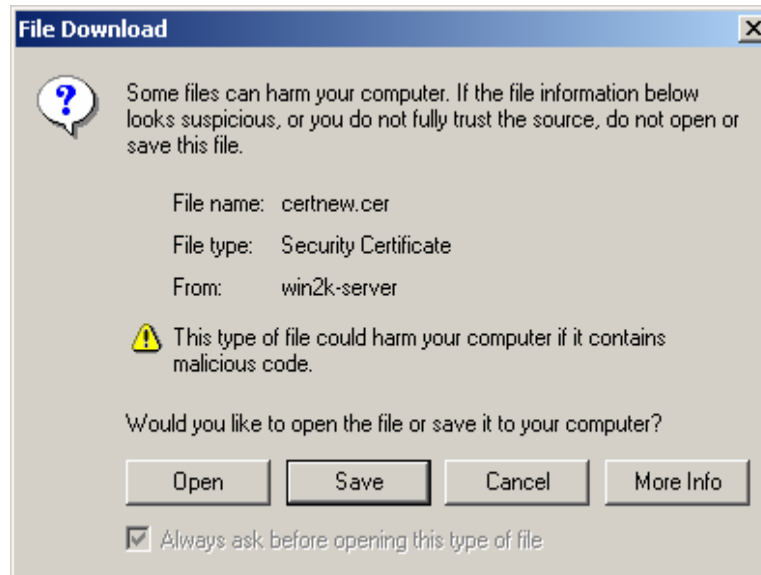 File Download
Some files can harm your computer. If the file information below
looks suspicious, or you do not fully trust the source, do not open or
save this file.
File name: certnew.cer
File type: Security Certificate
From: win2k-server
This type of file could harm your computer if it contains
malicious code.
Would you like to open the file or save it to your computer?
Open Save Cancel More Info
Always ask before opening this type of file